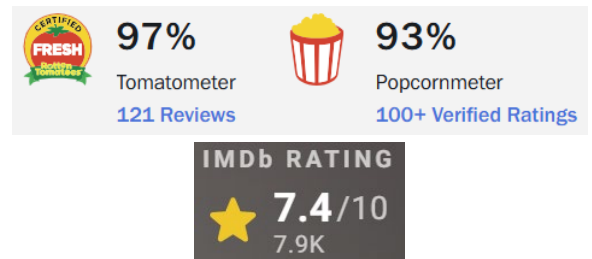 CERTIFIED
FRESH
Rotten
Tomatoes
97%
Tomatometer
121 Reviews
93%
Popcornmeter
100+ Verified Ratings
IMDb RATING
7.4/10
7.9K